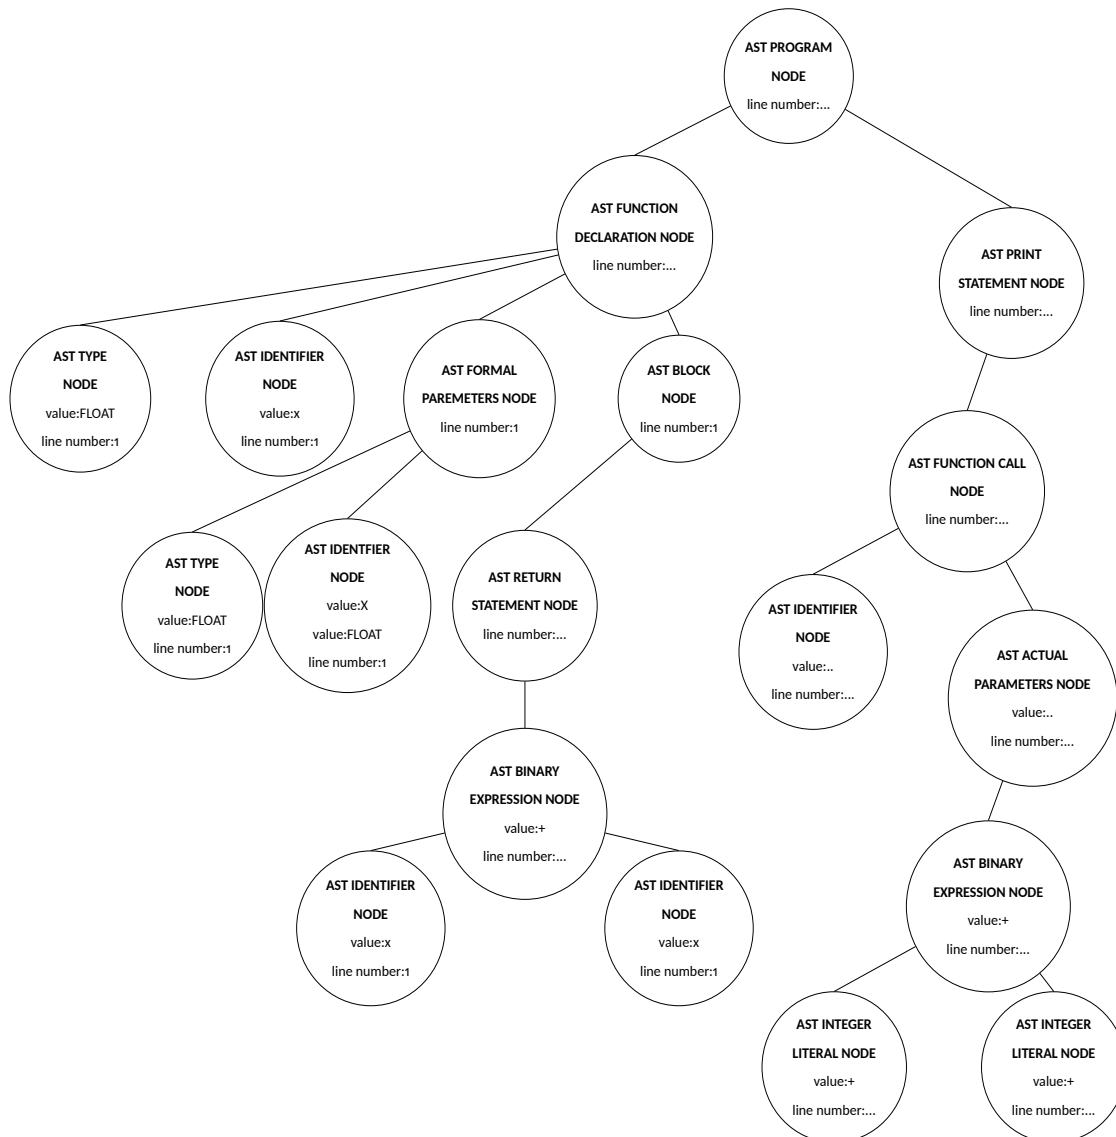 AST PROGRAM
NODE
line number:...
AST FUNCTION
DECLARATION NODE
line number:...
AST PRINT
STATEMENT NODE
line number:...
AST TYPE
NODE
value:FLOAT
line number:1
AST IDENTIFIER
NODE
value:x
line number:1
AST FORMAL
PAREMETERS NODE
line number:1
AST BLOCK
NODE
line number:1
AST FUNCTION CALL
NODE
line number:...
AST TYPE
NODE
value:FLOAT
line number:1
AST IDENTFIER
NODE
value:X
value:FLOAT
line number:1
AST RETURN
STATEMENT NODE
line number:...
AST IDENTIFIER
NODE
value:..
line number:...
AST ACTUAL
PARAMETERS NODE
value:..
line number:...
AST BINARY
EXPRESSION NODE
value:+
line number:...
AST BINARY
EXPRESSION NODE
value:+
line number:...
AST IDENTIFIER
NODE
value:x
line number:1
AST IDENTIFIER
NODE
value:x
line number:1
AST INTEGER
LITERAL NODE
value:+
line number:...
AST INTEGER
LITERAL NODE
value:+
line number:...